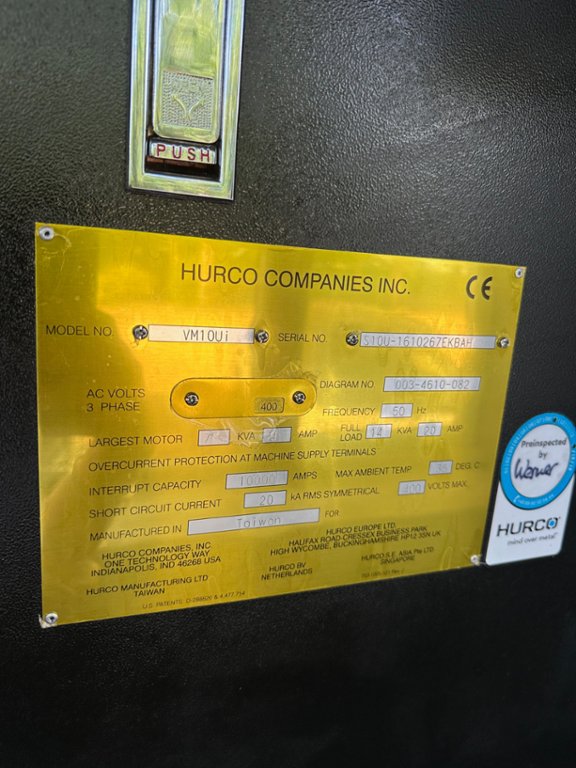 PUSH
HURCO COMPANIES INC. CE
MODEL NO. VM10Ui SERIAL NO. S10U-1610267EKBAH
AC VOLTS
3 PHASE
400
DIAGRAM NO. 003-4610-082
FREQUENCY 50 Hz
LARGEST MOTOR KVA AMP FULL LOAD 14 KVA 20 AMP
OVERCURRENT PROTECTION AT MACHINE SUPPLY TERMINALS
INTERRUPT CAPACITY 10000 AMPS MAX AMBIENT TEMP 35 DEG. C
SHORT CIRCUIT CURRENT 20 kA RMS SYMMETRICAL VOLTS MAX.
MANUFACTURED IN Taiwan FOR:
HURCO COMPANIES, INC
ONE TECHNOLOGY WAY
INDIANAPOLIS, IND 46268 USA
HURCO EUROPE LTD.
HALIFAX ROAD CRESSEX BUSINESS PARK
HIGH WYCOMBE, BUCKINGHAMSHIRE HP12 3SN UK
HURCO MANUFACTURING LTD
TAIWAN
HURCO BV
NETHERLANDS
HURCO S.E. ASIA Pte LTD
SINGAPORE
U.S. PATENTS:
Preinspected
by
Werner
HURCO
mind over metal